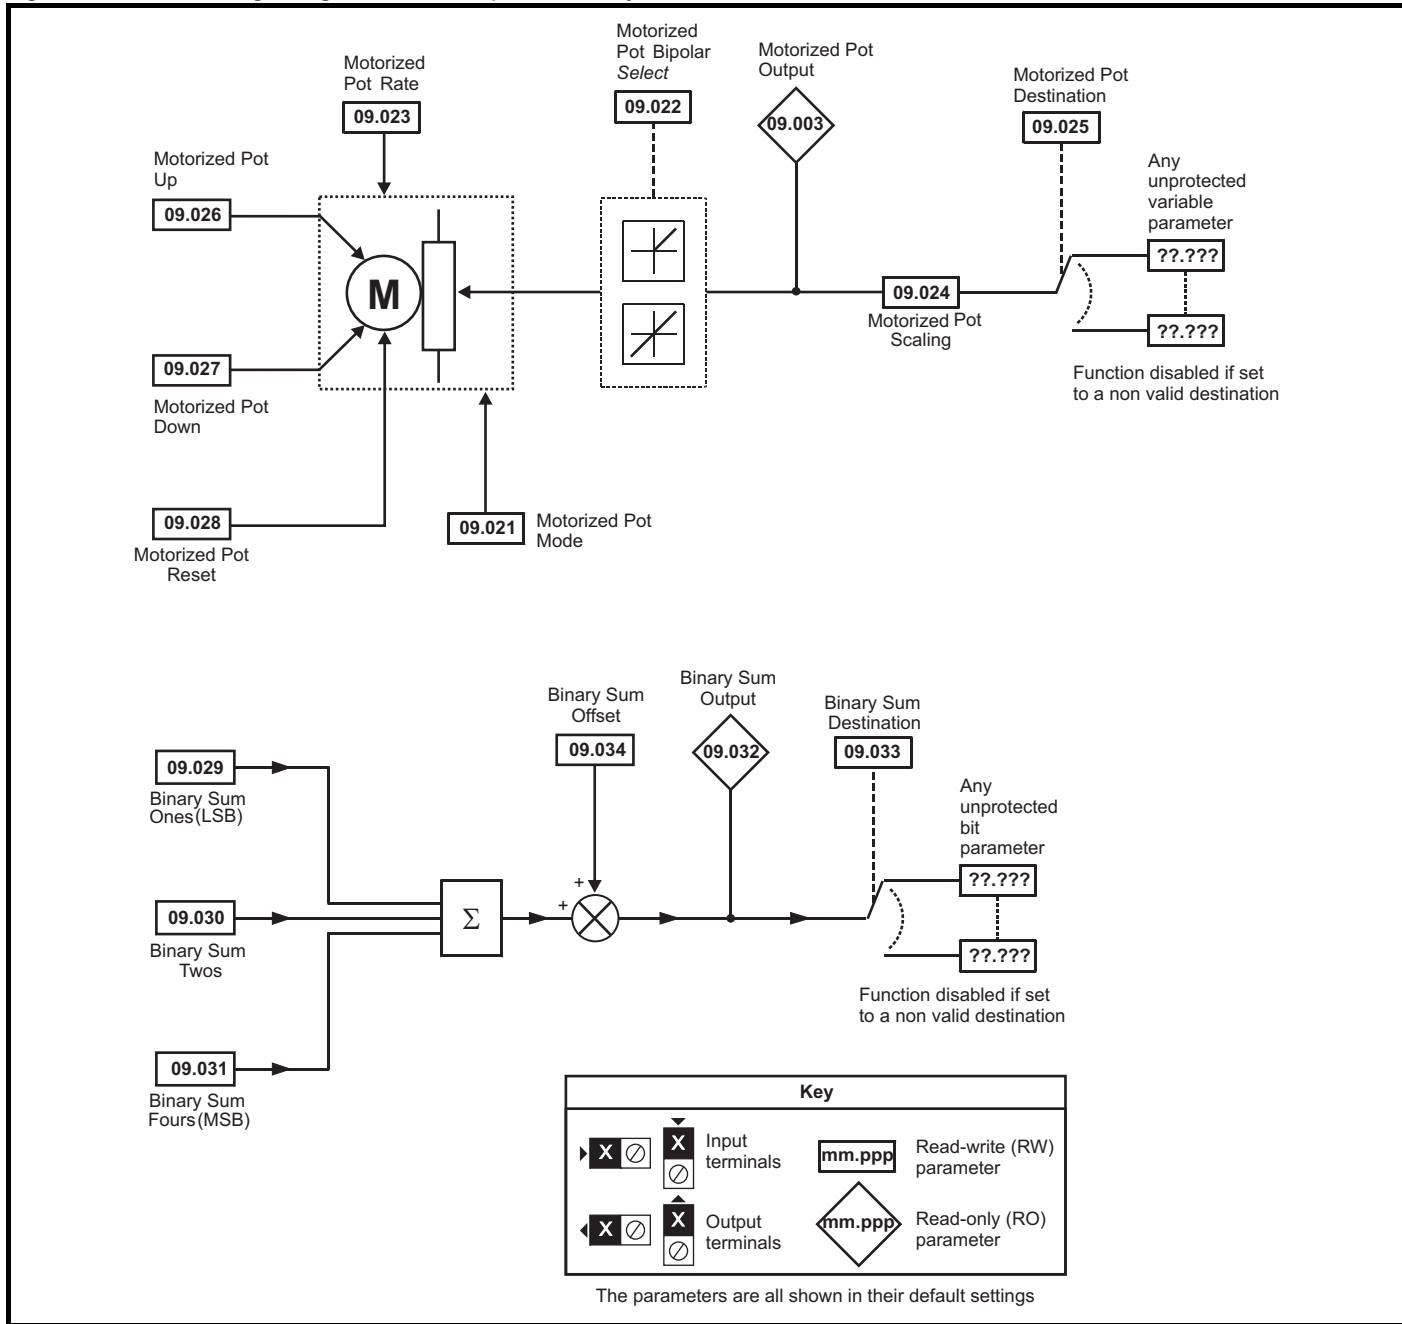 Motorized
Pot Rate
09.023
Motorized
Pot Bipolar
Select
09.022
Motorized Pot
Output
09.003
Motorized Pot
Destination
09.025
Motorized Pot
Up
09.026
Any
unprotected
variable
parameter
??.???
??.???
M
09.024
Motorized Pot
Scaling
09.027
Motorized Pot
Down
Function disabled if set
to a non valid destination
09.028
Motorized Pot
Reset
09.021
Motorized Pot
Mode
Binary Sum
Offset
09.034
Binary Sum
Output
09.032
Binary Sum
Destination
09.033
09.029
Binary Sum
Ones(LSB)
Any
unprotected
bit
parameter
??.???
??.???
+
+
09.030
Binary Sum
Twos
Σ
Function disabled if set
to a non valid destination
09.031
Binary Sum
Fours(MSB)
Key
X
X
Input
terminals
mm.ppp
Read-write (RW)
parameter
X
X
Output
terminals
mm.ppp
Read-only (RO)
parameter
The parameters are all shown in their default settings